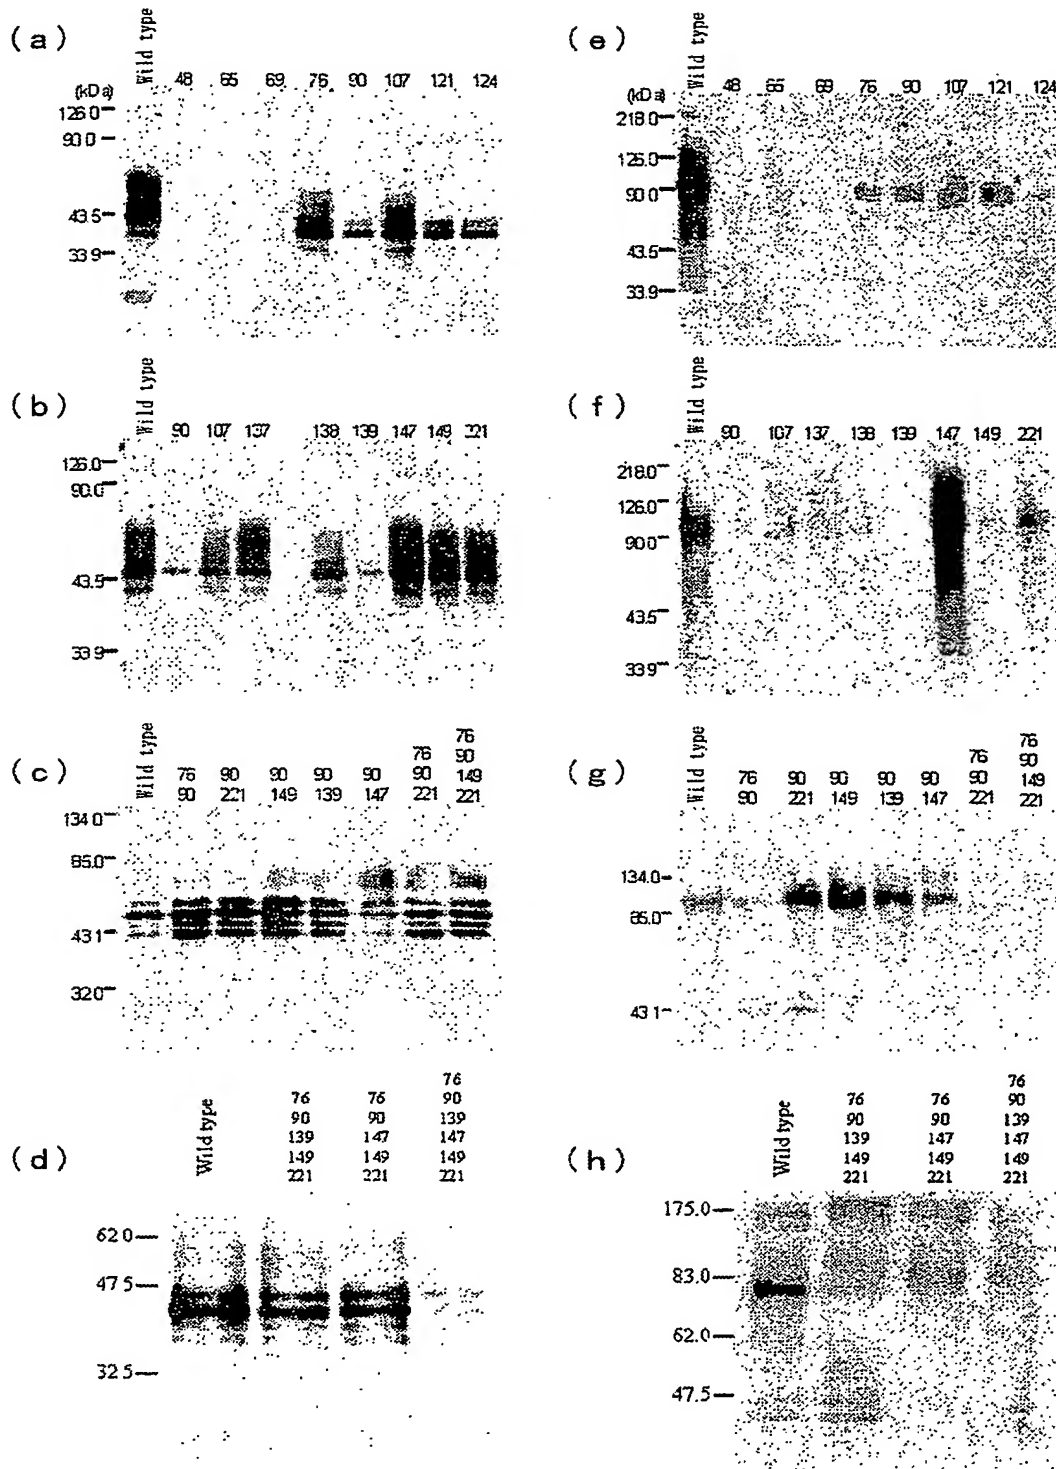 (a)
Wild type
48 65 69 76 90 107 121 124
(kDa)
126.0
90.0
43.5
33.9
(e)
Wild type
48 65 69 76 90 107 121 124
(kDa)
218.0
126.0
90.0
43.5
33.9
(b)
Wild type
90 107 137 138 139 147 149 221
126.0
90.0
43.5
33.9
(f)
Wild type
90 107 137 138 139 147 149 221
218.0
126.0
90.0
43.5
33.9
(c)
Wild type
76 90
90 221
90 149
90 139
90 147
76 90 221
76 90 149 221
134.0
85.0
43.1
32.0
(g)
Wild type
76 90
90 221
90 149
90 139
90 147
76 90 221
76 90 149 221
134.0
85.0
43.1
(d)
Wild type
76 90 139 149 221
76 90 147 149 221
76 90 139 147 149 221
62.0
47.5
32.5
(h)
Wild type
76 90 139 149 221
76 90 147 149 221
76 90 139 147 149 221
175.0
83.0
62.0
47.5